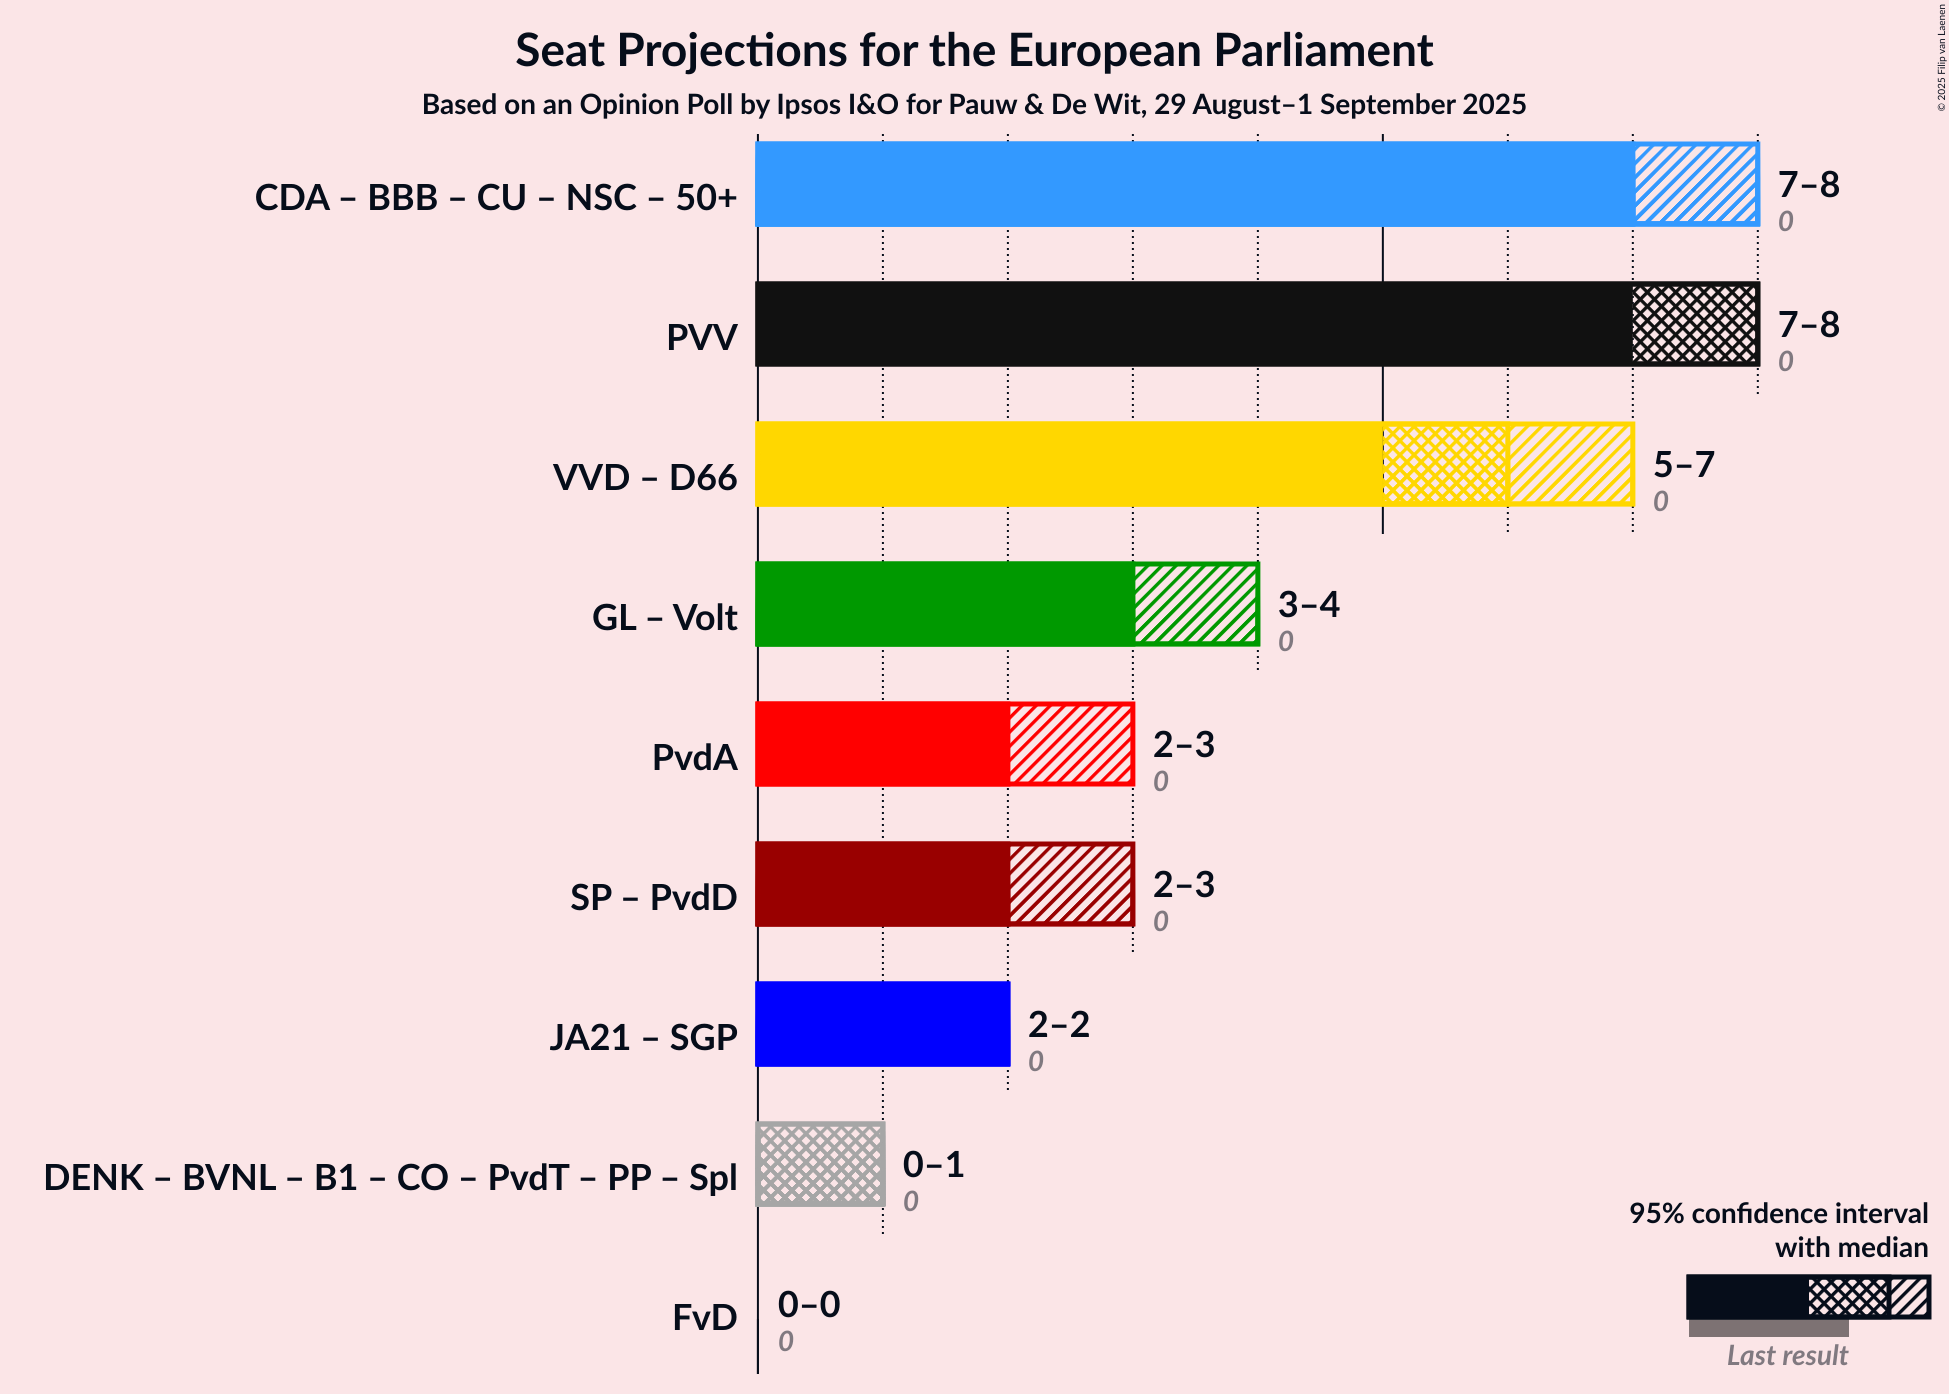 Seat Projections for the European Parliament
Based on an Opinion Poll by Ipsos I&O for Pauw & De Wit, 29 August–1 September 2025
© 2025 Filip van Laenen
CDA – BBB – CU – NSC – 50+
7–8
0
PVV
7–8
0
VVD – D66
5–7
0
GL – Volt
3–4
0
PvdA
2–3
0
SP – PvdD
2–3
0
JA21 – SGP
2–2
0
DENK – BVNL – B1 – CO – PvdT – PP – Spl
0–1
0
FvD
0–0
0
95% confidence interval
with median
Last result